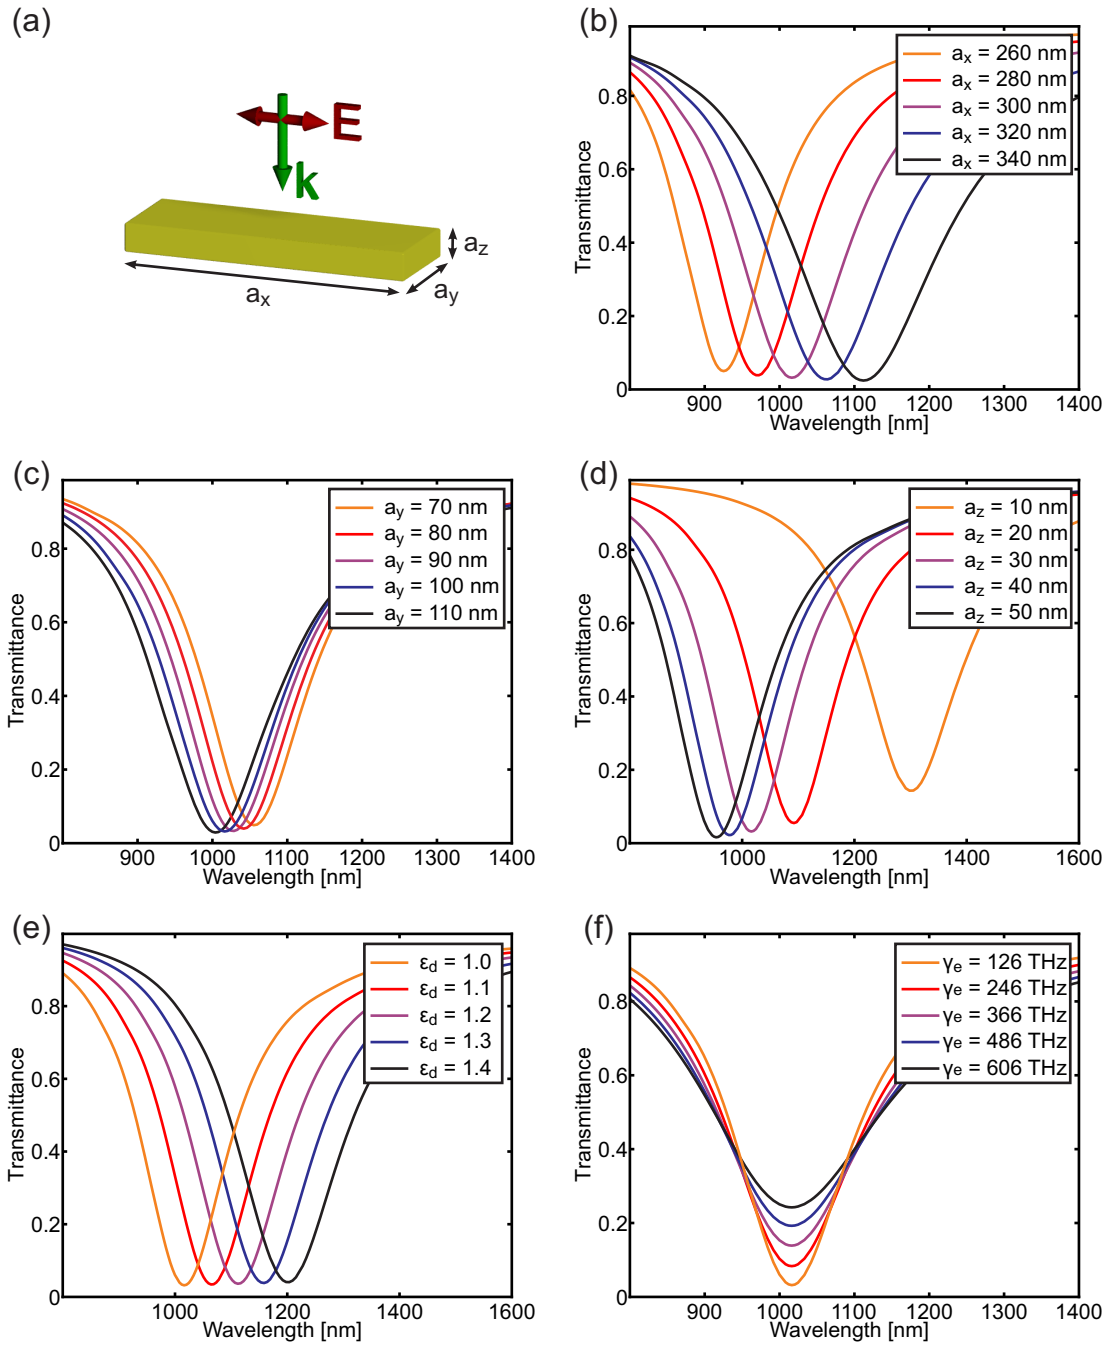 (a)
E
k
a_x
a_y
a_z
(b)
Transmittance
0.8
0.6
0.4
0.2
0
900 1000 1100 1200 1300 1400
Wavelength [nm]
a_x = 260 nm
a_x = 280 nm
a_x = 300 nm
a_x = 320 nm
a_x = 340 nm
(c)
Transmittance
0.8
0.6
0.4
0.2
0
900 1000 1100 1200 1300 1400
Wavelength [nm]
a_y = 70 nm
a_y = 80 nm
a_y = 90 nm
a_y = 100 nm
a_y = 110 nm
(d)
Transmittance
0.8
0.6
0.4
0.2
0
1000 1200 1400 1600
Wavelength [nm]
a_z = 10 nm
a_z = 20 nm
a_z = 30 nm
a_z = 40 nm
a_z = 50 nm
(e)
Transmittance
0.8
0.6
0.4
0.2
0
1000 1200 1400 1600
Wavelength [nm]
ε_d = 1.0
ε_d = 1.1
ε_d = 1.2
ε_d = 1.3
ε_d = 1.4
(f)
Transmittance
0.8
0.6
0.4
0.2
0
900 1000 1100 1200 1300 1400
Wavelength [nm]
γ_e = 126 THz
γ_e = 246 THz
γ_e = 366 THz
γ_e = 486 THz
γ_e = 606 THz